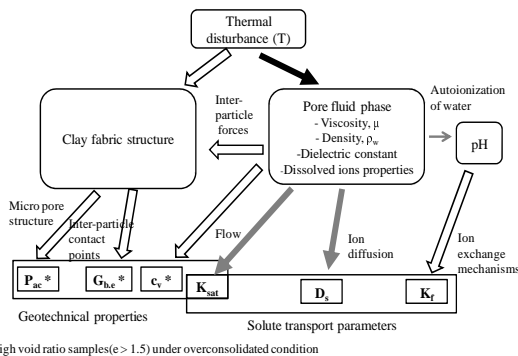 Thermal
disturbance (T)
Inter-
particle
forces
Clay fabric structure
Pore fluid phase
- Viscosity, μ
- Density, ρw
-Dielectric constant
-Dissolved ions properties
Autoionization
of water
pH
Micro pore
structure
Inter-particle
contact
points
Flow
Ion
diffusion
Ion
exchange
mechanisms
Pac * Gb.e * cv * Ksat Ds Kf
Geotechnical properties
Solute transport parameters
igh void ratio samples(e > 1.5) under overconsolidated condition